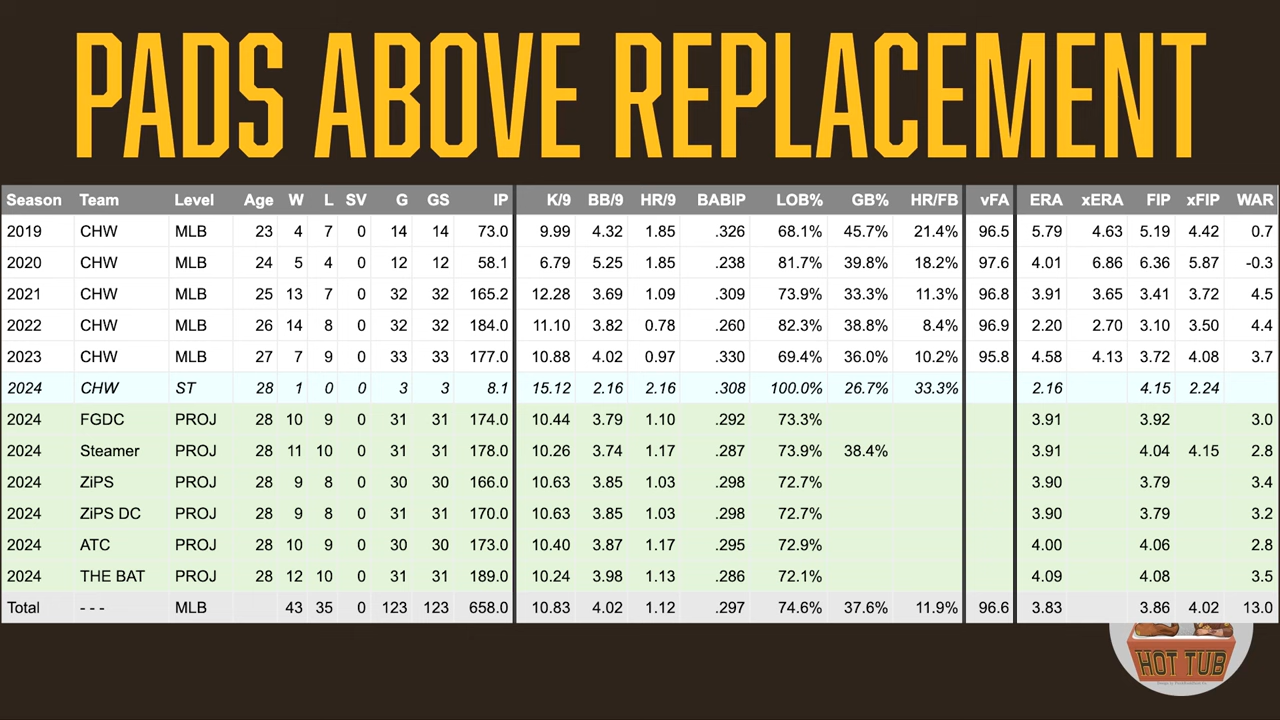 PADS ABOVE REPLACEMENT
Season Team Level Age W L SV G GS IP K/9 BB/9 HR/9 BABIP LOB% GB% HR/FB vFA ERA xERA FIP xFIP WAR
2019 CHW MLB 23 4 7 0 14 14 73.0 9.99 4.32 1.85 .326 68.1% 45.7% 21.4% 96.5 5.79 4.63 5.19 4.42 0.7
2020 CHW MLB 24 5 4 0 12 12 58.1 6.79 5.25 1.85 .238 81.7% 39.8% 18.2% 97.6 4.01 6.86 6.36 5.87 -0.3
2021 CHW MLB 25 13 7 0 32 32 165.2 12.28 3.69 1.09 .309 73.9% 33.3% 11.3% 96.8 3.91 3.65 3.41 3.72 4.5
2022 CHW MLB 26 14 8 0 32 32 184.0 11.10 3.82 0.78 .260 82.3% 38.8% 8.4% 96.9 2.20 2.70 3.10 3.50 4.4
2023 CHW MLB 27 7 9 0 33 33 177.0 10.88 4.02 0.97 .330 69.4% 36.0% 10.2% 95.8 4.58 4.13 3.72 4.08 3.7
2024 CHW ST 28 1 0 0 3 3 8.1 15.12 2.16 2.16 .308 100.0% 26.7% 33.3% 2.16 4.15 2.24
2024 FGDC PROJ 28 10 9 0 31 31 174.0 10.44 3.79 1.10 .292 73.3% 3.91 3.92 3.0
2024 Steamer PROJ 28 11 10 0 31 31 178.0 10.26 3.74 1.17 .287 73.9% 38.4% 3.91 4.04 4.15 2.8
2024 ZiPS PROJ 28 9 8 0 30 30 166.0 10.63 3.85 1.03 .298 72.7% 3.90 3.79 3.4
2024 ZiPS DC PROJ 28 9 8 0 31 31 170.0 10.63 3.85 1.03 .298 72.7% 3.90 3.79 3.2
2024 ATC PROJ 28 10 9 0 30 30 173.0 10.40 3.87 1.17 .295 72.9% 4.00 4.06 2.8
2024 THE BAT PROJ 28 12 10 0 31 31 189.0 10.24 3.98 1.13 .286 72.1% 4.09 4.08 3.5
Total - - - MLB 43 35 0 123 123 658.0 10.83 4.02 1.12 .297 74.6% 37.6% 11.9% 96.6 3.83 3.86 4.02 13.0
HOT TUB